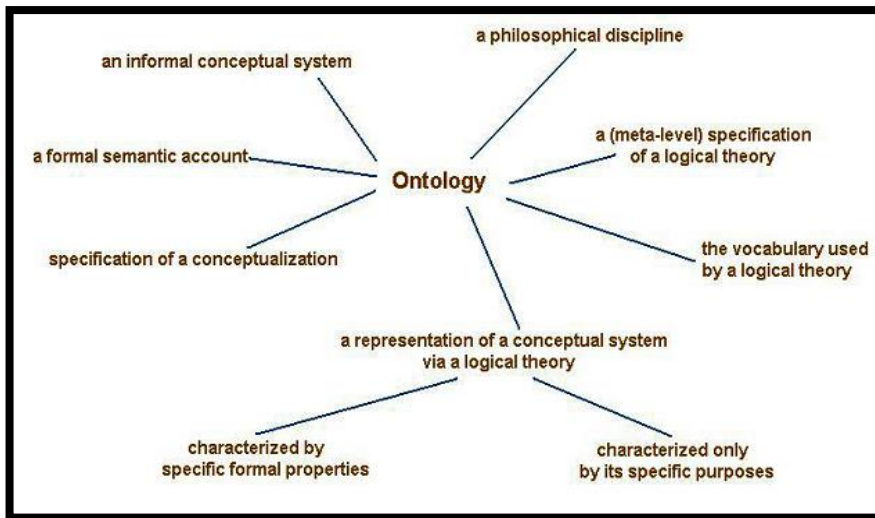 a philosophical discipline
an informal conceptual system
a (meta-level) specification
of a logical theory
a formal semantic account
Ontology
specification of a conceptualization
the vocabulary used
by a logical theory
a representation of a conceptual system
via a logical theory
characterized by
specific formal properties
characterized only
by its specific purposes